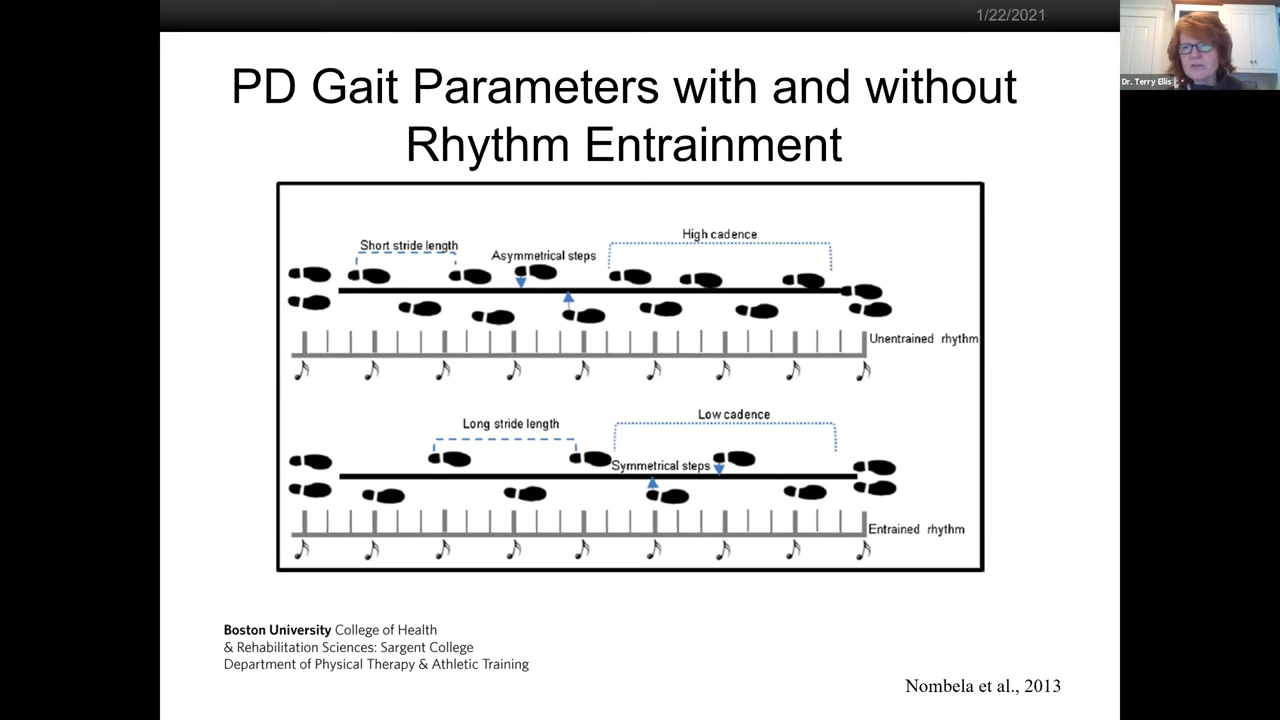 1/22/2021
Dr. Terry Ellis
PD Gait Parameters with and without
Rhythm Entrainment
High cadence
Short stride length
Asymmetrical steps
Unentrained rhythm
Low cadence
Long stride length
Symmetrical steps
Entrained rhythm
Boston University College of Health
& Rehabilitation Sciences: Sargent College
Department of Physical Therapy & Athletic Training
Nombela et al., 2013